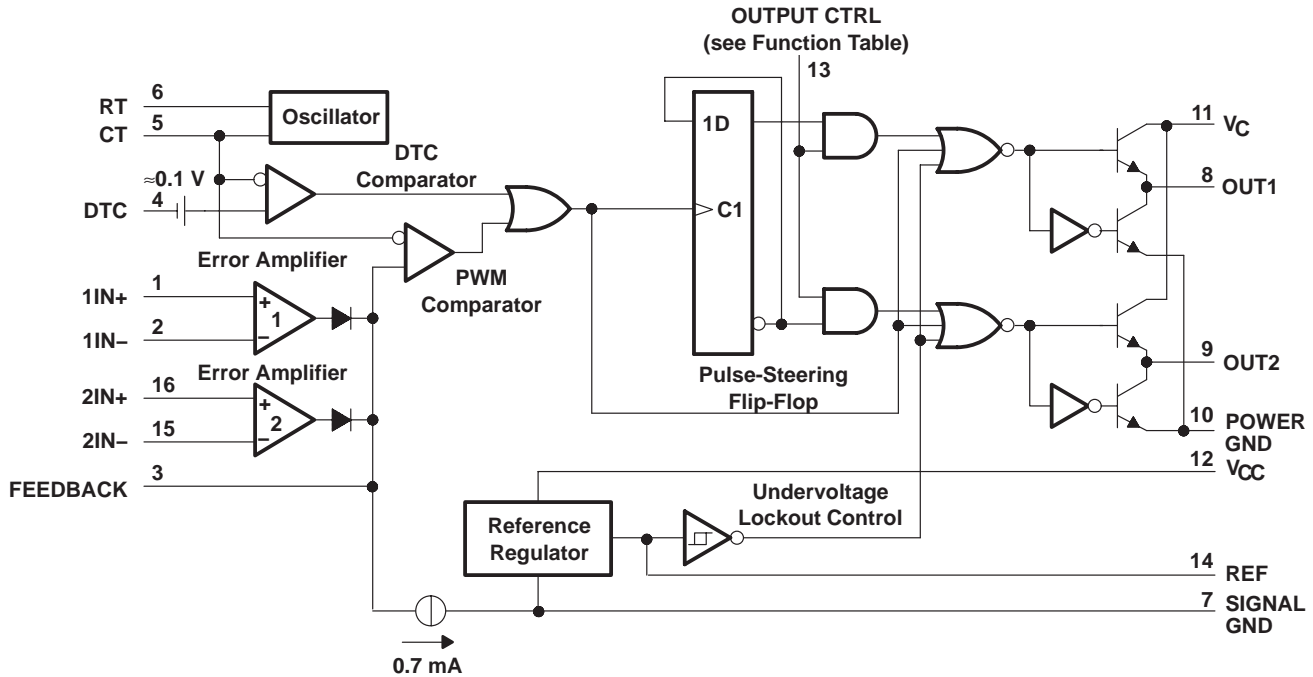 OUTPUT CTRL
(see Function Table)
13
RT
6
Oscillator
CT
5
≈0.1 V
DTC
4
DTC
Comparator
1D
C1
11
VC
8
OUT1
Error Amplifier
PWM
Comparator
1IN+
1
+
1
−
1IN−
2
Error Amplifier
2IN+
16
+
2
−
2IN−
15
Pulse-Steering
Flip-Flop
9
OUT2
10
POWER
GND
12
VCC
FEEDBACK
3
Undervoltage
Lockout Control
Reference
Regulator
14
REF
7
SIGNAL
GND
0.7 mA